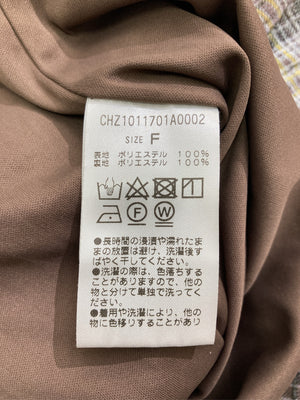 CHZ1011701A0002
SIZE F
表地 ポリエステル 100%
裏地 ポリエステル 100%
F W
●長時間の浸漬や濡れたま
まの放置は避け、洗濯後す
ばやく干してください。
●洗濯の際は、色落ちする
ことがありますので、他の
物と分けて単独で洗ってく
ださい。
●着用や洗濯により、他の
物に色移りすることがあり